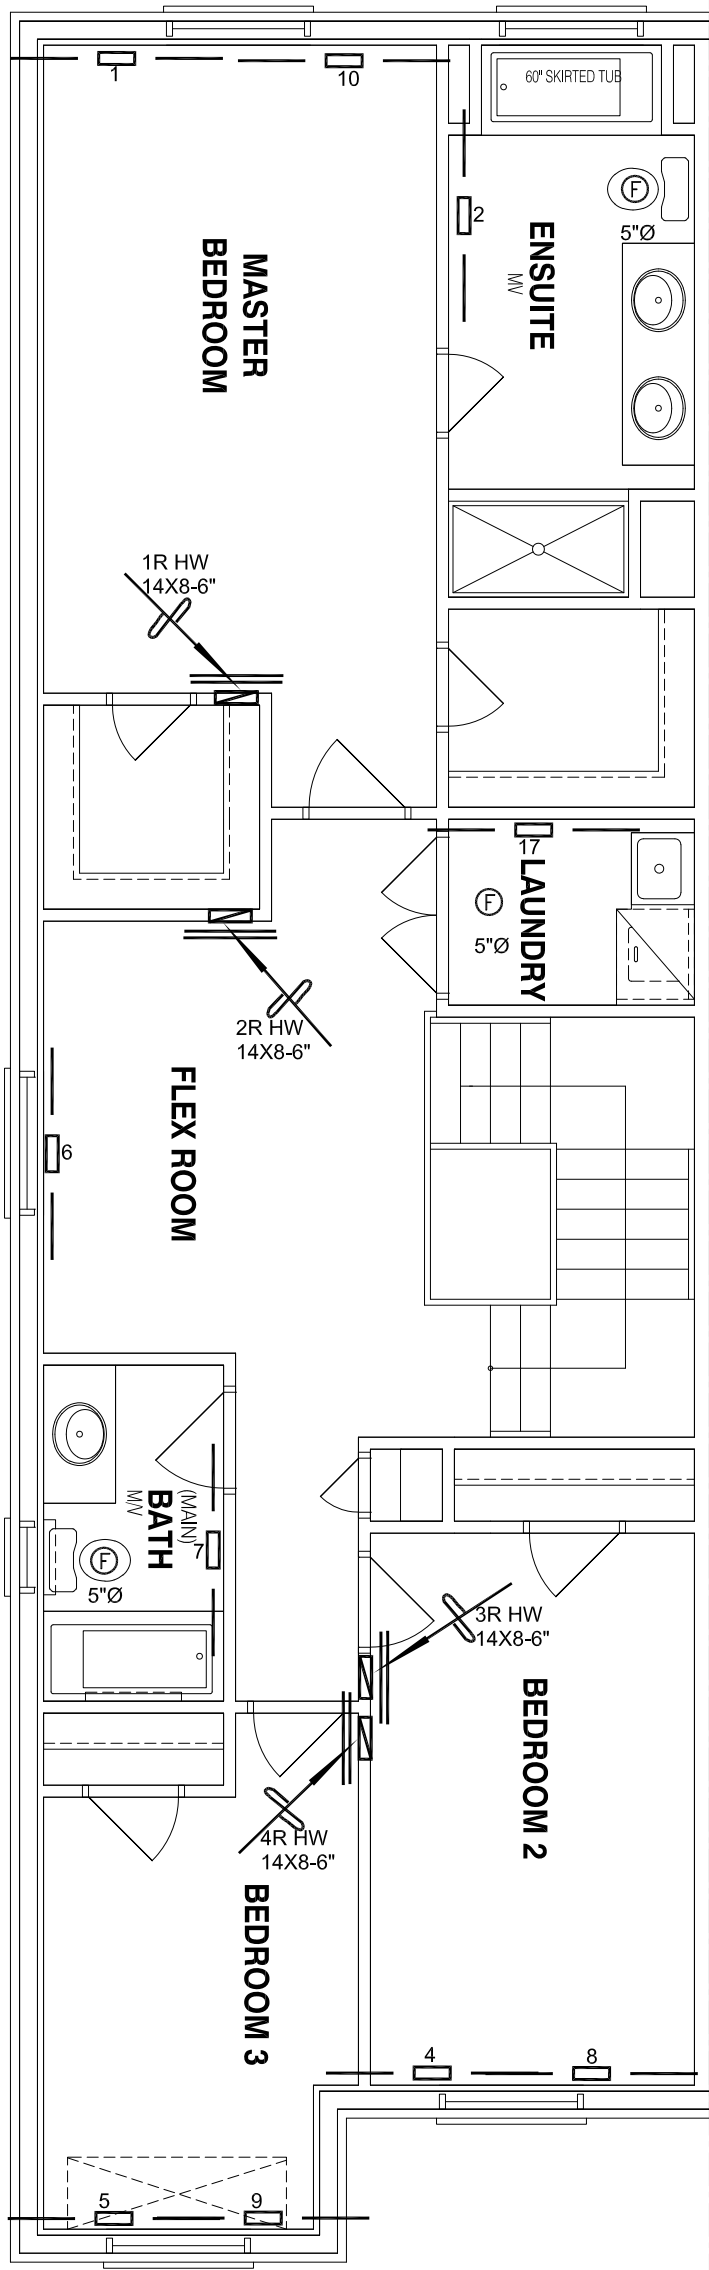 1
10
60" SKIRTED TUB
F
5"Ø
2
ENSUITE
MV
MASTER
BEDROOM
1R HW
14X8-6"
17
LAUNDRY
F
5"Ø
2R HW
14X8-6"
FLEX ROOM
6
(MAIN)
BATH
MV
7
F
5"Ø
3R HW
14X8-6"
BEDROOM 2
4R HW
14X8-6"
BEDROOM 3
4
8
5
9